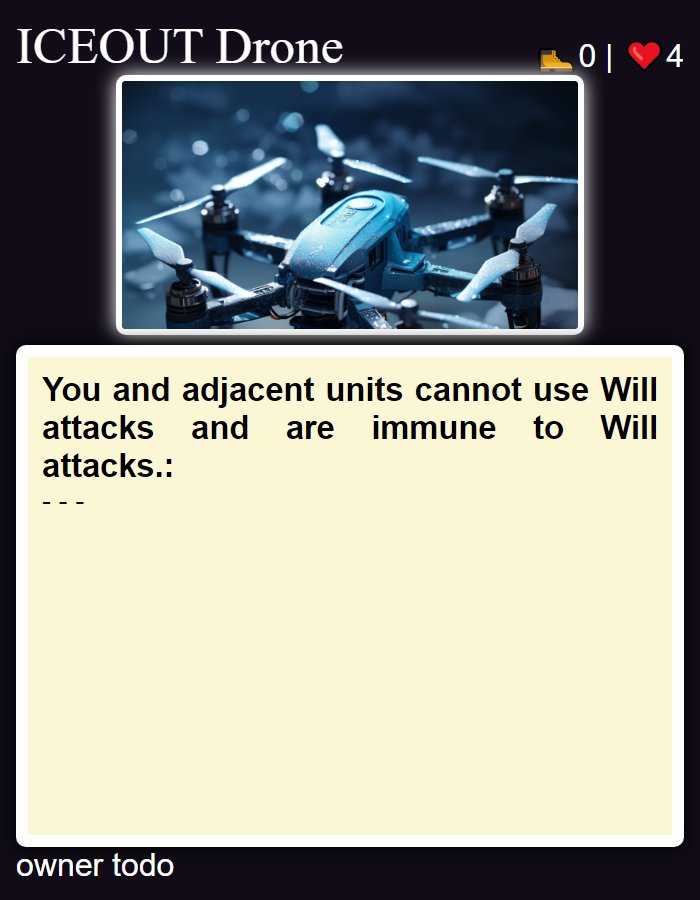 ICEOUT Drone
0 | 4
You and adjacent units cannot use Will
attacks and are immune to Will
attacks.:
- - -
owner todo